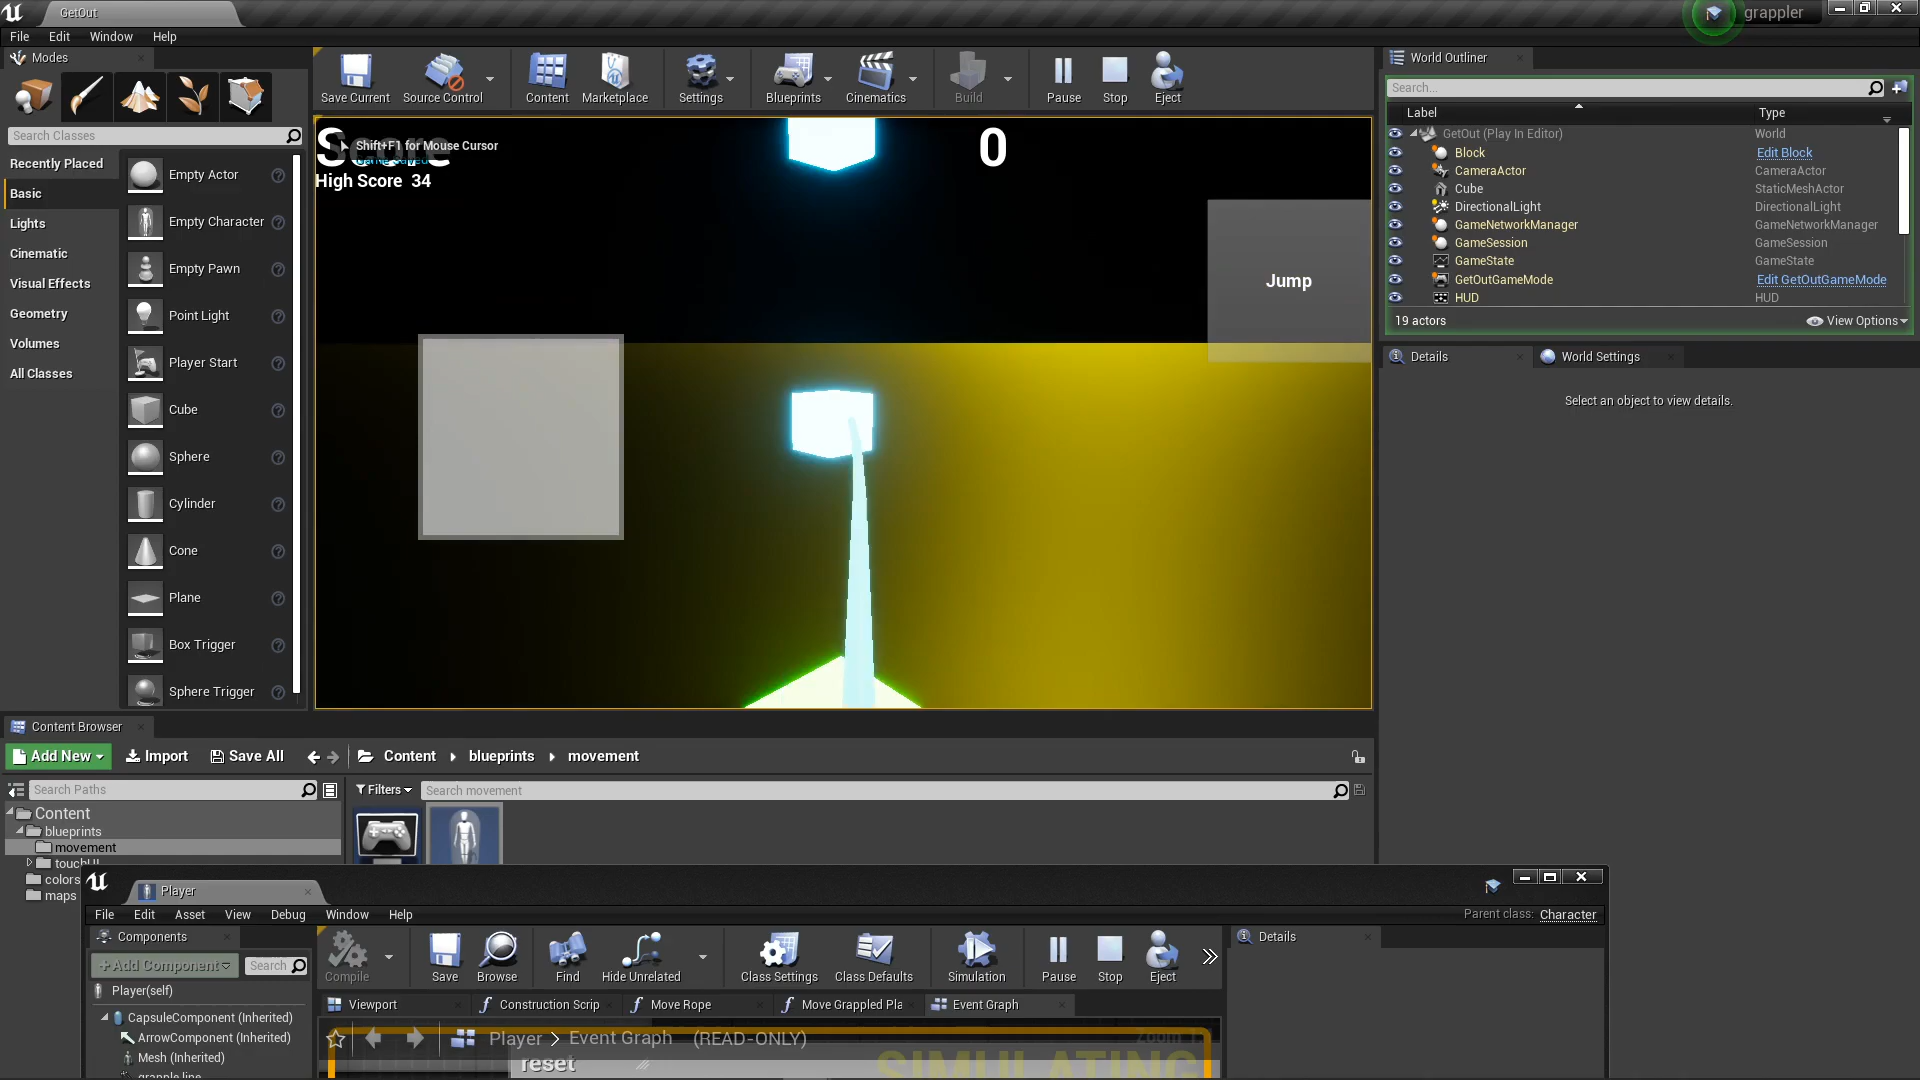 GetOut
grappler
File Edit Window Help
Modes
Search Classes
Recently Placed
Basic
Lights
Cinematic
Visual Effects
Geometry
Volumes
All Classes
Empty Actor
Empty Character
Empty Pawn
Point Light
Player Start
Cube
Sphere
Cylinder
Cone
Plane
Box Trigger
Sphere Trigger
Save Current
Source Control
Content
Marketplace
Settings
Blueprints
Cinematics
Build
Pause
Stop
Eject
Score 0
Shift+F1 for Mouse Cursor
High Score 34
Jump
World Outliner
Search...
Label Type
GetOut (Play In Editor) World
Block Edit Block
CameraActor CameraActor
Cube StaticMeshActor
DirectionalLight DirectionalLight
GameNetworkManager GameNetworkManager
GameSession GameSession
GameState GameState
GetOutGameMode Edit GetOutGameMode
HUD HUD
19 actors View Options
Details World Settings
Select an object to view details.
Content Browser
Add New Import Save All Content blueprints movement
Search Paths
Filters Search movement
Content
blueprints
movement
touchUI
colors
maps
Player
File Edit Asset View Debug Window Help
Parent class: Character
Components
+Add Component Search
Player(self)
CapsuleComponent (Inherited)
ArrowComponent (Inherited)
Mesh (Inherited)
grapple line
Compile
Save
Browse
Find
Hide Unrelated
Class Settings
Class Defaults
Simulation
Pause
Stop
Eject
Details
Viewport Construction Scrip Move Rope Move Grappled Pla Event Graph
Player > Event Graph (READ-ONLY)
reset
SIMULATING